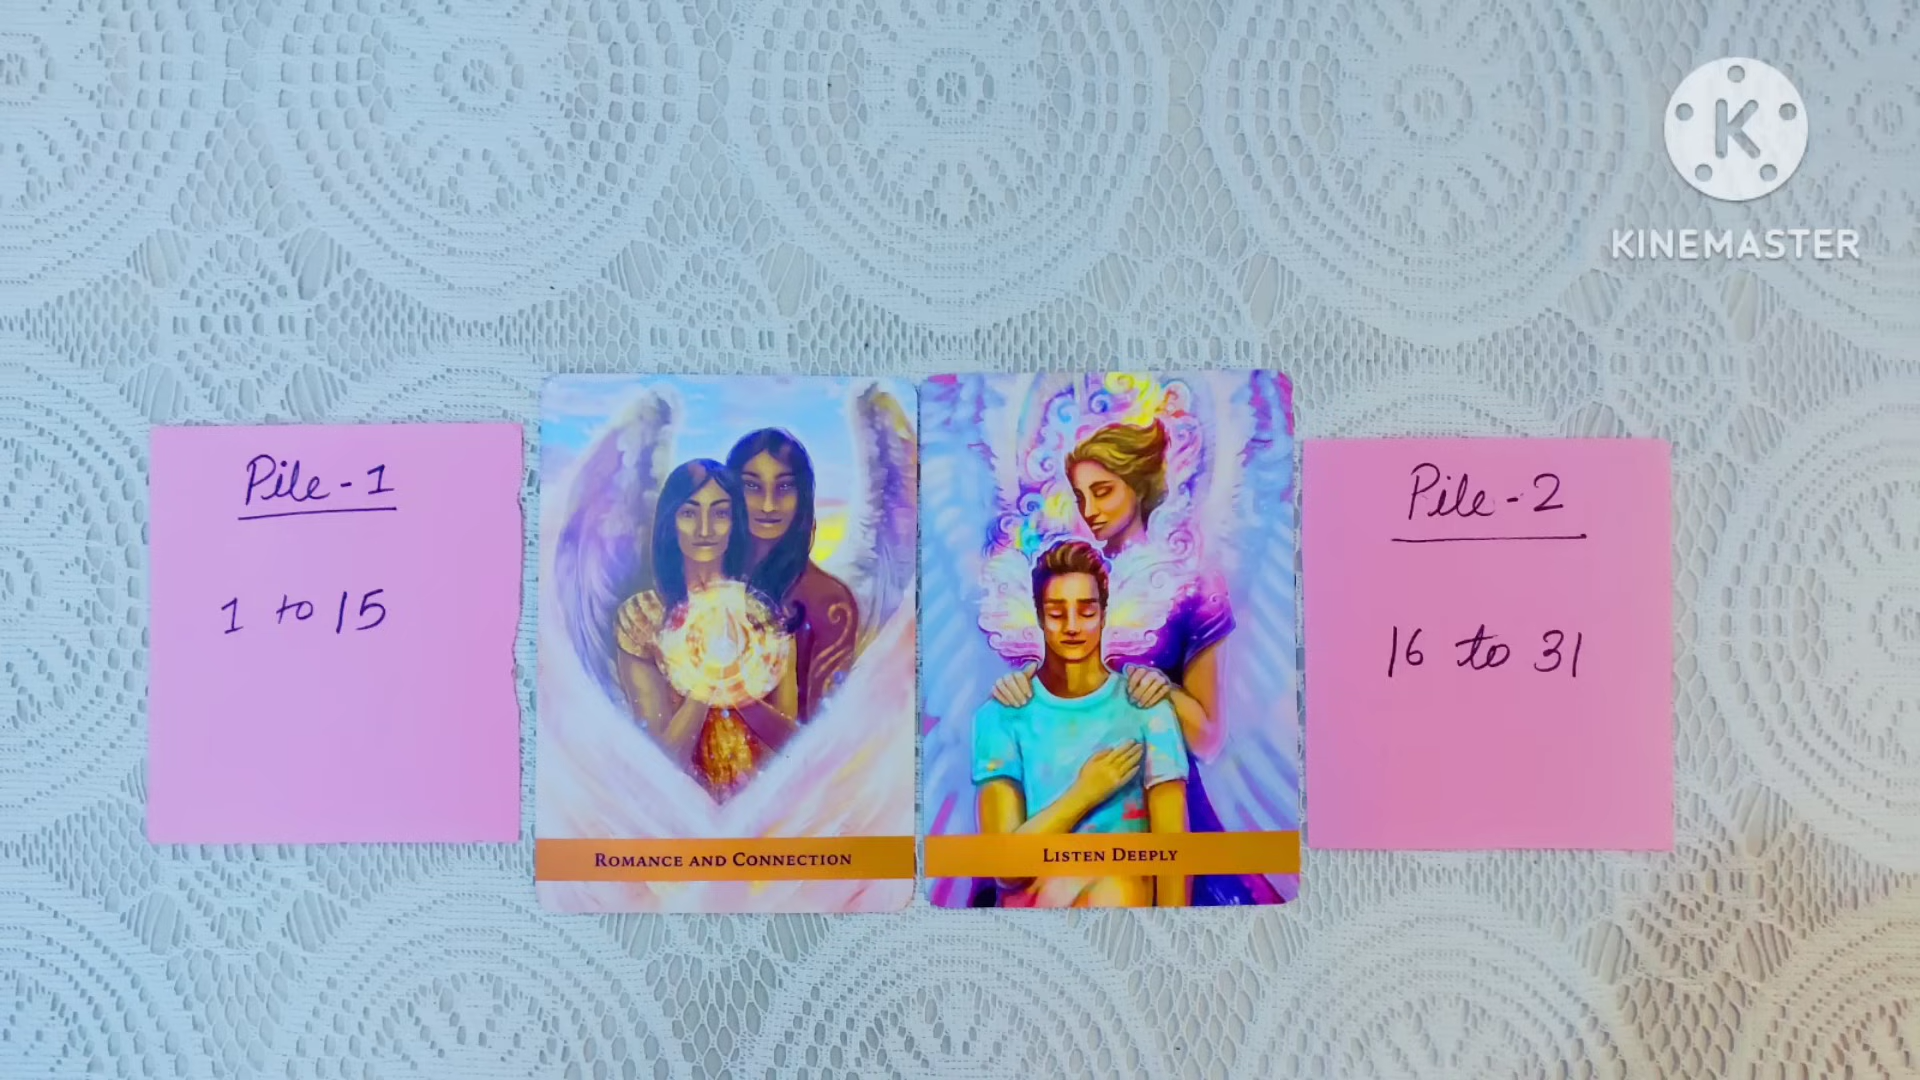 KINEMASTER
Pile-1
1 to 15
ROMANCE AND CONNECTION
LISTEN DEEPLY
Pile-2
16 to 31